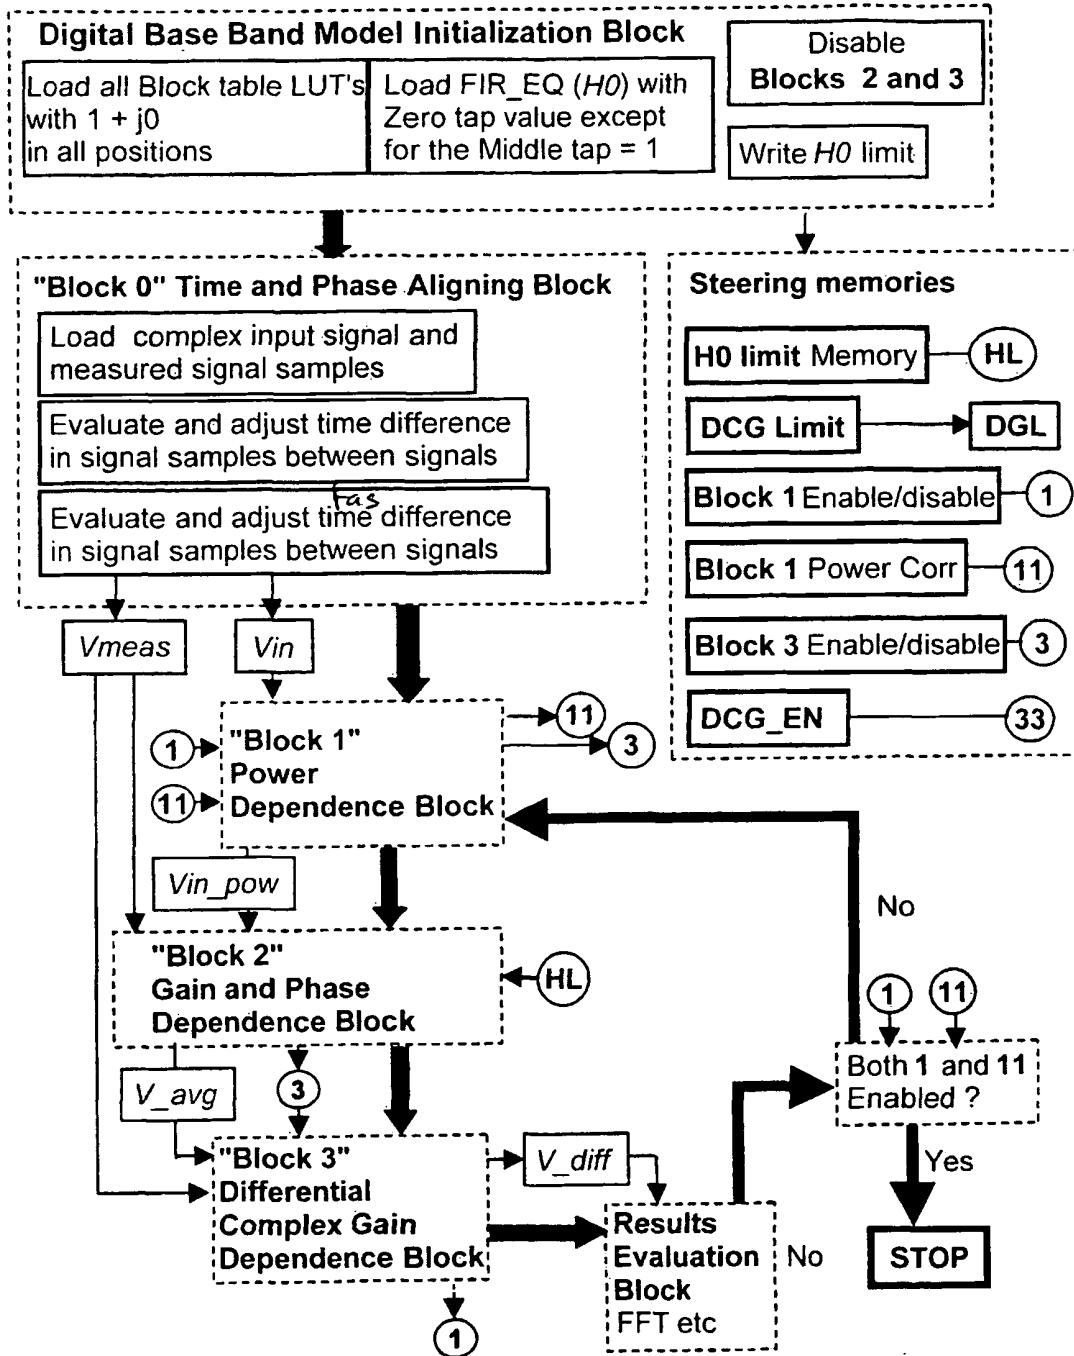 Digital Base Band Model Initialization Block
Load all Block table LUT's
with 1 + j0
in all positions
Load FIR_EQ (H0) with
Zero tap value except
for the Middle tap = 1
Disable
Blocks 2 and 3
Write H0 limit
"Block 0" Time and Phase Aligning Block
Load complex input signal and
measured signal samples
Evaluate and adjust time difference
in signal samples between signals
Fas
Evaluate and adjust time difference
in signal samples between signals
Steering memories
H0 limit Memory
HL
DCG Limit
DGL
Block 1 Enable/disable
1
Block 1 Power Corr
11
Block 3 Enable/disable
3
DCG_EN
33
Vmeas
Vin
1
11
"Block 1"
Power
Dependence Block
11
3
Vin_pow
"Block 2"
Gain and Phase
Dependence Block
HL
No
1
11
Both 1 and 11
Enabled ?
V_avg
3
"Block 3"
Differential
Complex Gain
Dependence Block
V_diff
Results
Evaluation
Block
FFT etc
No
Yes
STOP
1